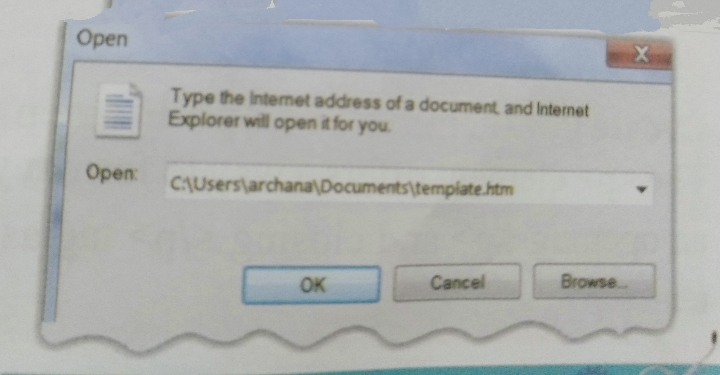 Open
X
Type the Internet address of a document, and Internet
Explorer will open it for you.
Open:
C:\Users\archana\Documents\template.htm
OK
Cancel
Browse...